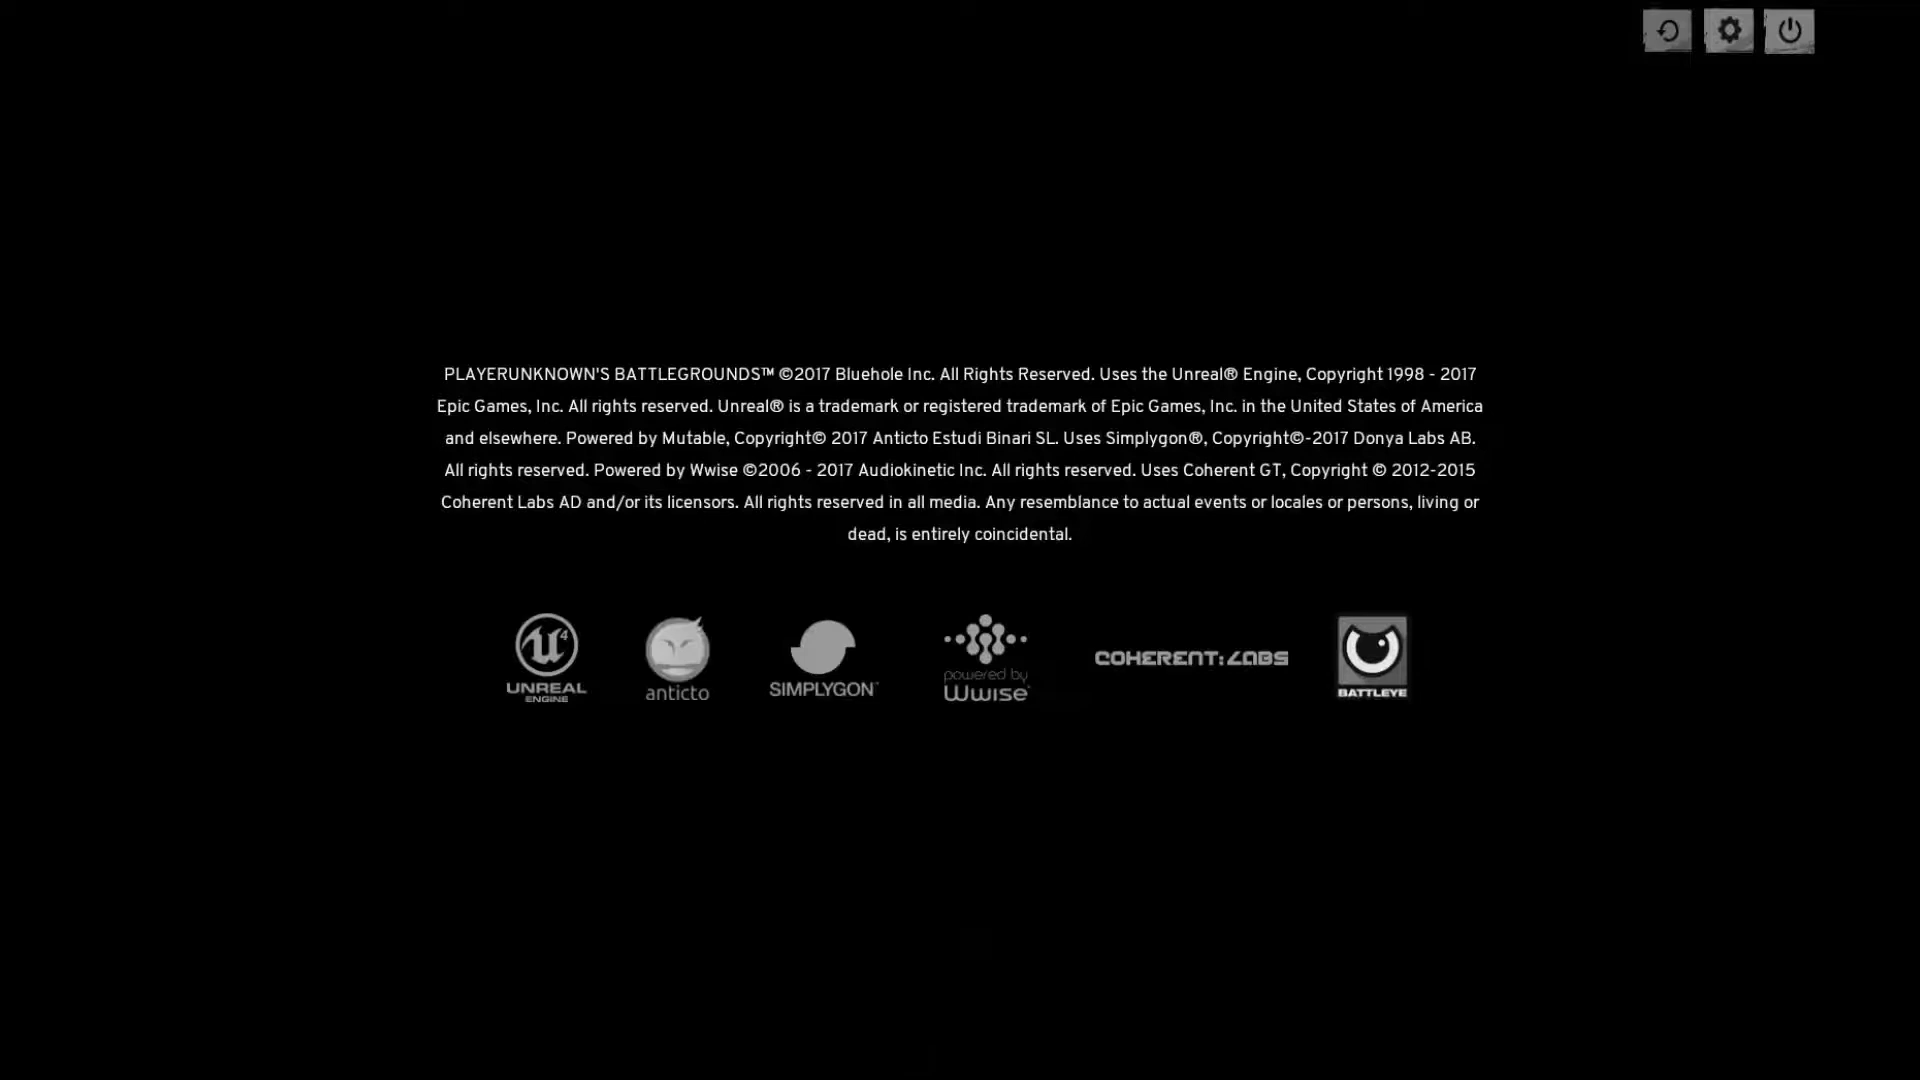 PLAYERUNKNOWN'S BATTLEGROUNDS™ ©2017 Bluehole Inc. All Rights Reserved. Uses the Unreal® Engine, Copyright 1998 - 2017
Epic Games, Inc. All rights reserved. Unreal® is a trademark or registered trademark of Epic Games, Inc. in the United States of America
and elsewhere. Powered by Mutable, Copyright© 2017 Anticto Estudi Binari SL. Uses Simplygon®, Copyright©-2017 Donya Labs AB.
All rights reserved. Powered by Wwise ©2006 - 2017 Audiokinetic Inc. All rights reserved. Uses Coherent GT, Copyright © 2012-2015
Coherent Labs AD and/or its licensors. All rights reserved in all media. Any resemblance to actual events or locales or persons, living or
dead, is entirely coincidental.
U 4
UNREAL
ENGINE
anticto
SIMPLYGON™
powered by
Wwise
COHERENT:LABS
BATTLEYE